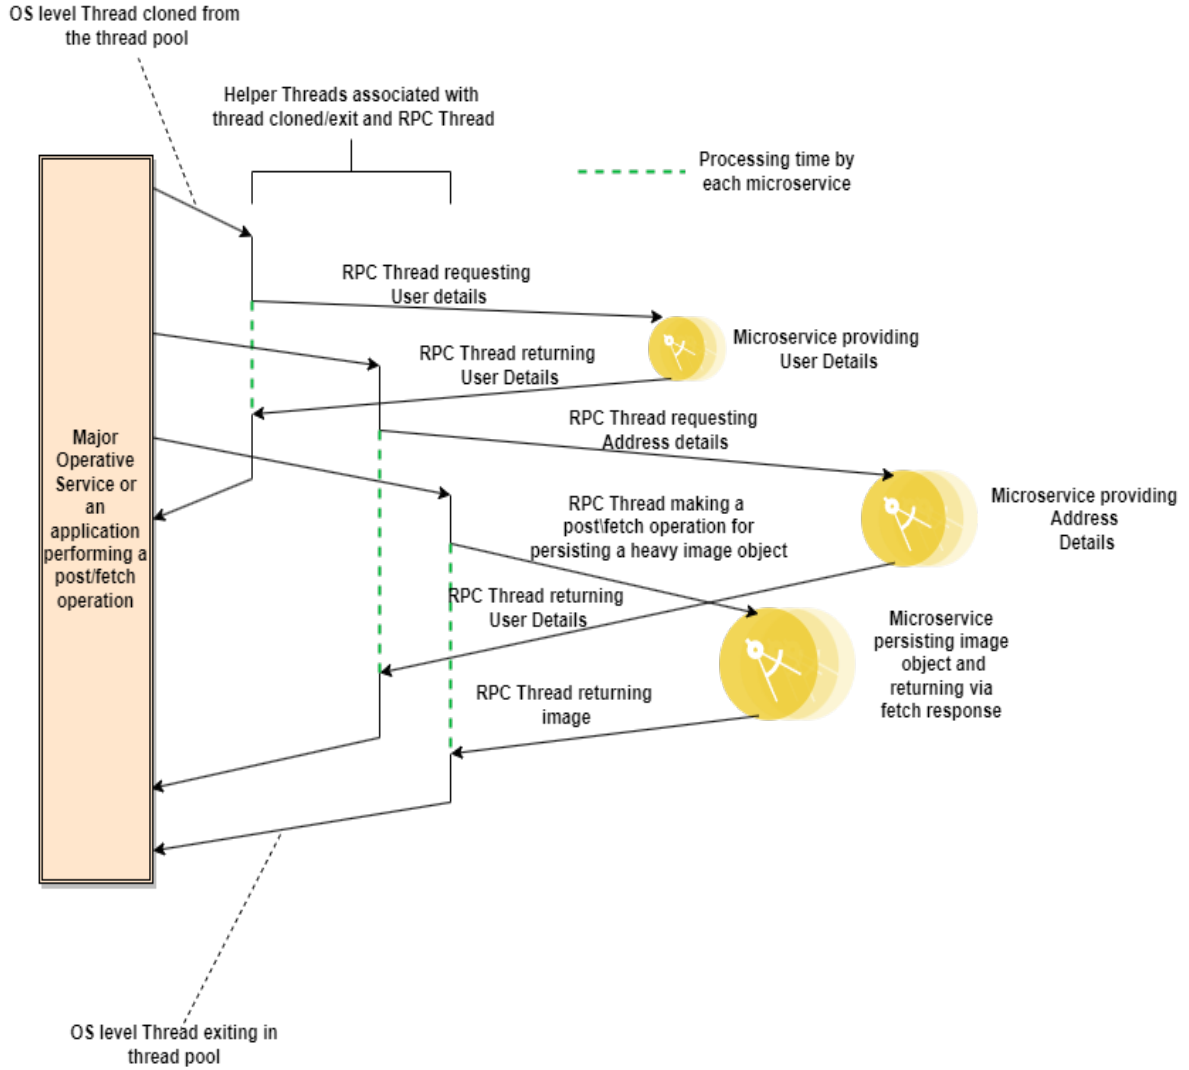 OS level Thread cloned from
the thread pool
Helper Threads associated with
thread cloned/exit and RPC Thread
Processing time by
each microservice
RPC Thread requesting
User details
Microservice providing
User Details
RPC Thread returning
User Details
RPC Thread requesting
Address details
Major
Operative
Service or
an
application
performing a
post/fetch
operation
RPC Thread making a
post\fetch operation for
persisting a heavy image object
Microservice providing
Address
Details
RPC Thread returning
User Details
Microservice
persisting image
object and
returning via
fetch response
RPC Thread returning
image
OS level Thread exiting in
thread pool